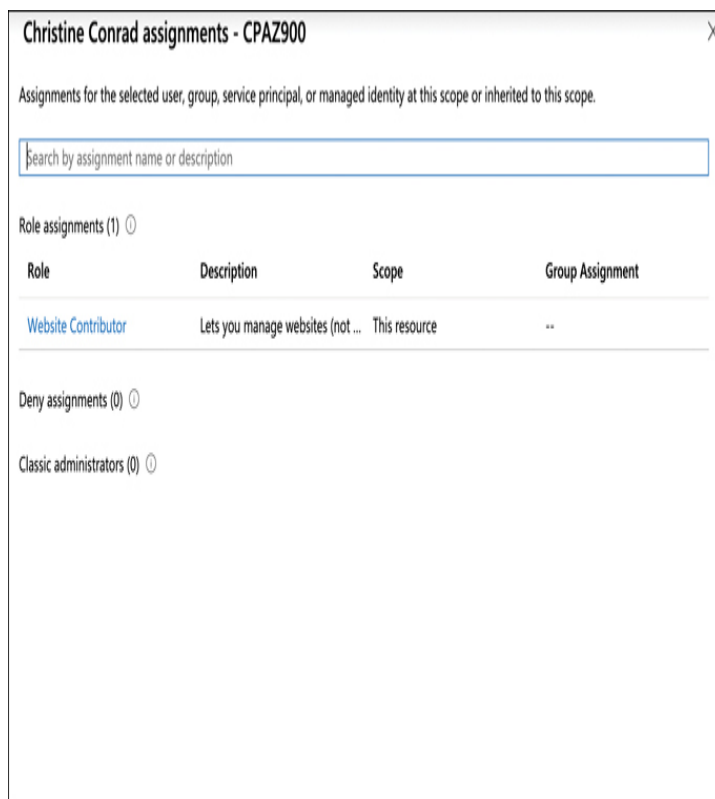 Christine Conrad assignments - CPAZ900
Assignments for the selected user, group, service principal, or managed identity at this scope or inherited to this scope.
Search by assignment name or description
Role assignments (1)
Role Description Scope Group Assignment
Website Contributor Lets you manage websites (not ... This resource --
Deny assignments (0)
Classic administrators (0)